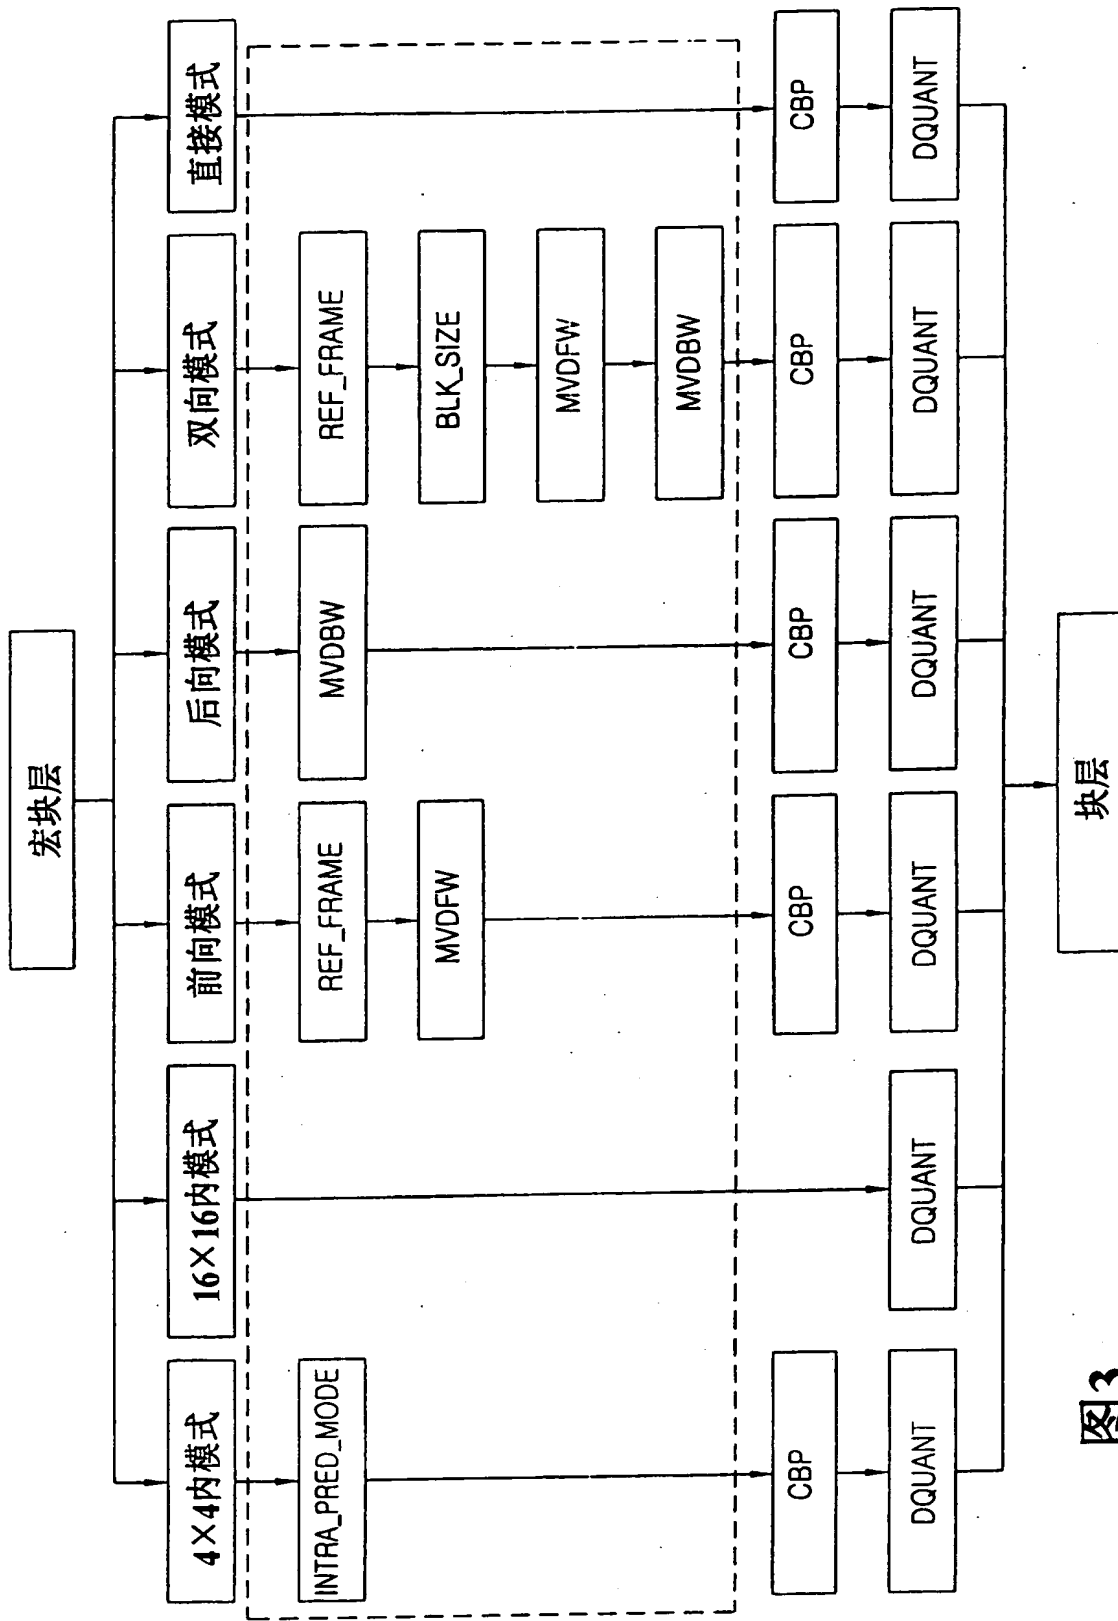 宏块层
4×4内模式
16×16内模式
前向模式
后向模式
双向模式
直接模式
INTRA_PRED_MODE
REF_FRAME
MVDBW
REF_FRAME
MVDFW
BLK_SIZE
MVDFW
MVDBW
CBP
CBP
CBP
CBP
CBP
DQUANT
DQUANT
DQUANT
DQUANT
DQUANT
DQUANT
块层
图3